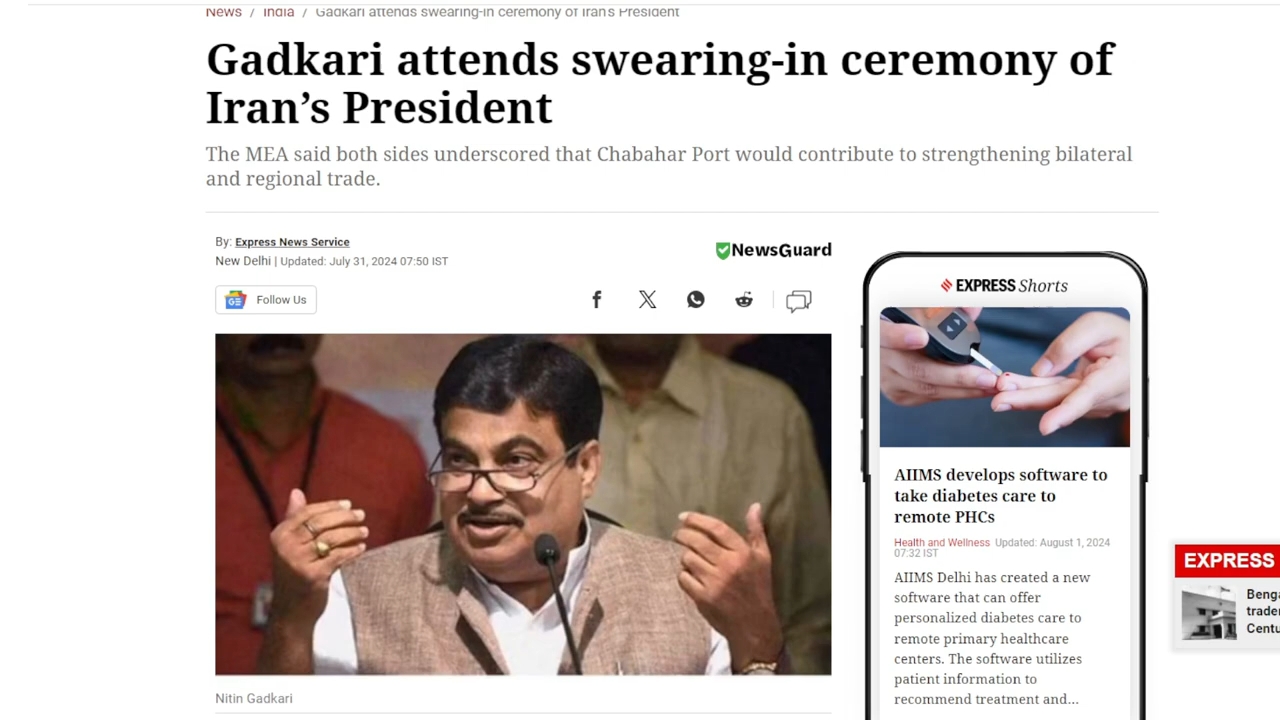 News / India / Gadkari attends swearing-in ceremony of Iran's President
Gadkari attends swearing-in ceremony of
Iran’s President
The MEA said both sides underscored that Chabahar Port would contribute to strengthening bilateral
and regional trade.
By: Express News Service
New Delhi | Updated: July 31, 2024 07:50 IST
NewsGuard
GE Follow Us
Nitin Gadkari
EXPRESS Shorts
AIIMS develops software to
take diabetes care to
remote PHCs
Health and Wellness Updated: August 1, 2024
07:32 IST
AIIMS Delhi has created a new
software that can offer
personalized diabetes care to
remote primary healthcare
centers. The software utilizes
patient information to
recommend treatment and...
EXPRESS
Benga
trader
Centu